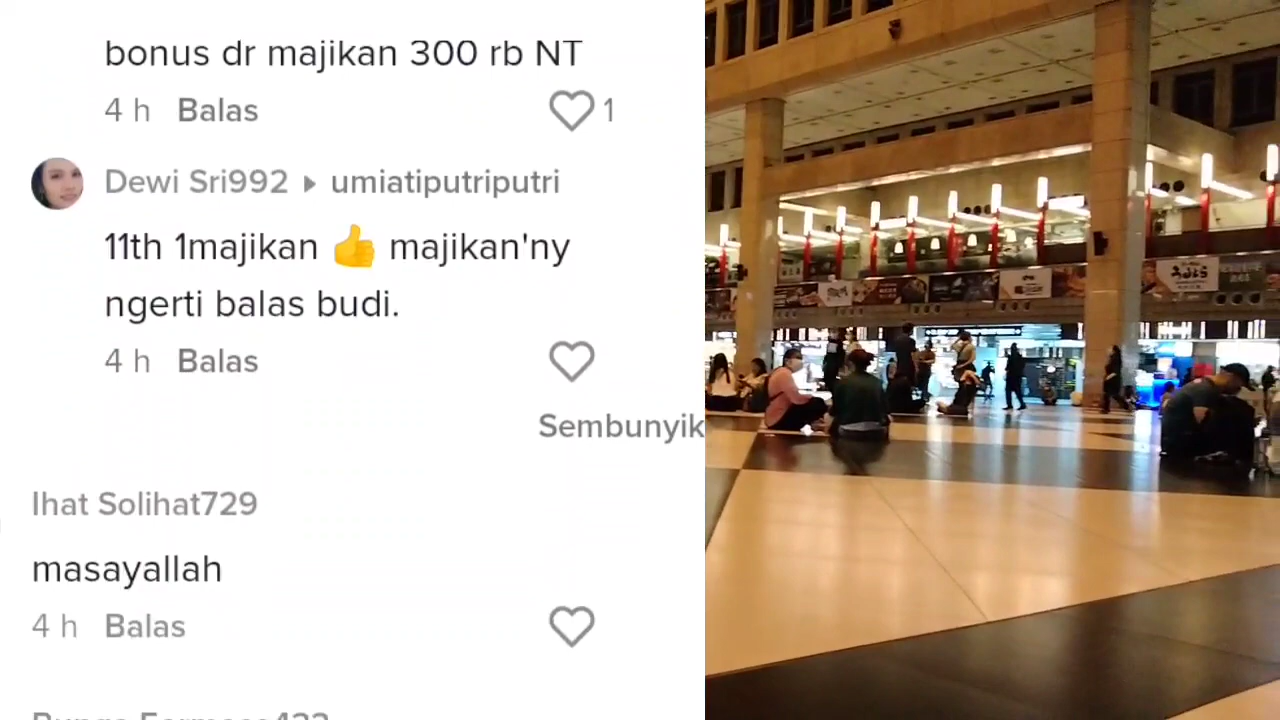 bonus dr majikan 300 rb NT
4 h Balas
1
Dewi Sri992 ▸ umiatiputriputri
11th 1majikan 👍 majikan'ny
ngerti balas budi.
4 h Balas
Sembunyik
Ihat Solihat729
masayallah
4 h Balas